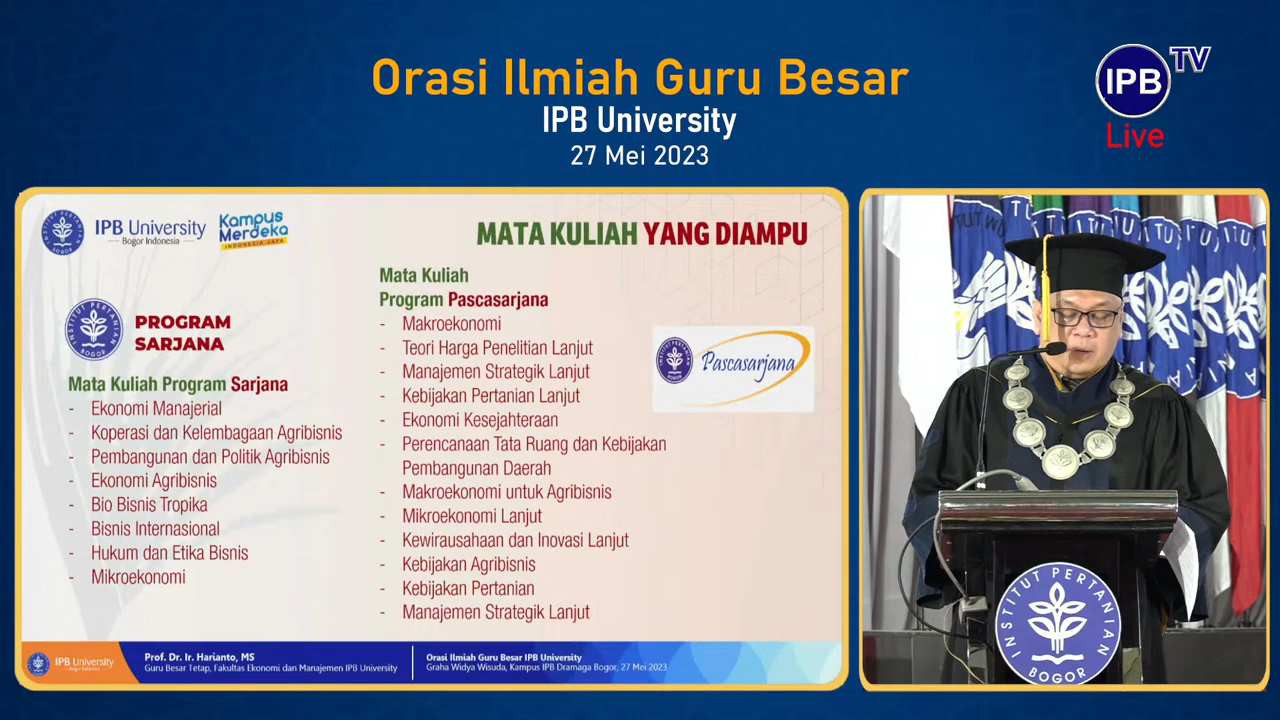 Orasi Ilmiah Guru Besar
IPB University
27 Mei 2023
IPB TV
Live
IPB University
Bogor Indonesia
Kampus
Merdeka
INDONESIA JAYA
MATA KULIAH YANG DIAMPU
INSTITUT PERTANIAN
BOGOR
PROGRAM
SARJANA
Mata Kuliah Program Sarjana
- Ekonomi Manajerial
- Koperasi dan Kelembagaan Agribisnis
- Pembangunan dan Politik Agribisnis
- Ekonomi Agribisnis
- Bio Bisnis Tropika
- Bisnis Internasional
- Hukum dan Etika Bisnis
- Mikroekonomi
Mata Kuliah
Program Pascasarjana
- Makroekonomi
- Teori Harga Penelitian Lanjut
- Manajemen Strategik Lanjut
- Kebijakan Pertanian Lanjut
- Ekonomi Kesejahteraan
- Perencanaan Tata Ruang dan Kebijakan
Pembangunan Daerah
- Makroekonomi untuk Agribisnis
- Mikroekonomi Lanjut
- Kewirausahaan dan Inovasi Lanjut
- Kebijakan Agribisnis
- Kebijakan Pertanian
- Manajemen Strategik Lanjut
Pascasarjana
IPB University
Prof. Dr. Ir. Harianto, MS
Guru Besar Tetap, Fakultas Ekonomi dan Manajemen IPB University
Orasi Ilmiah Guru Besar IPB University
Graha Widya Wisuda, Kampus IPB Dramaga Bogor, 27 Mei 2023
INSTITUT PERTANIAN
BOGOR